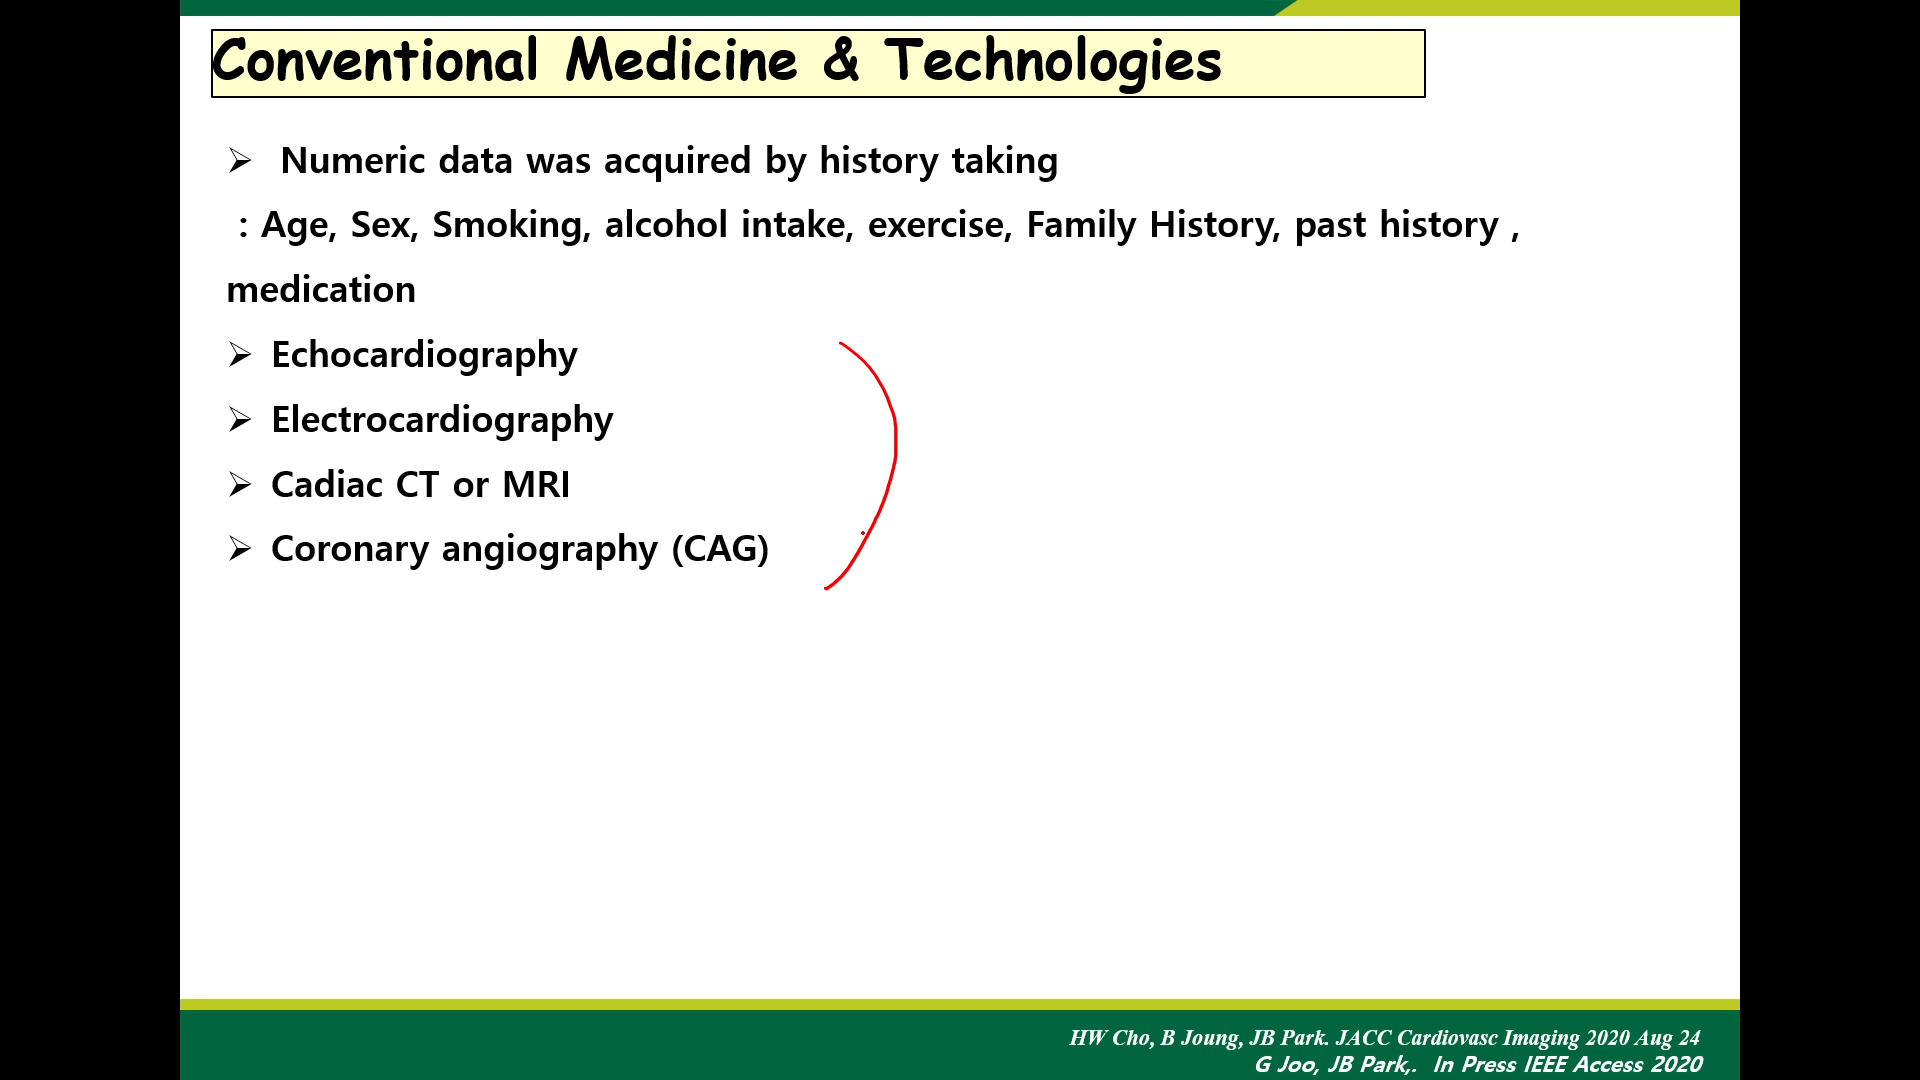 Conventional Medicine & Technologies
➢ Numeric data was acquired by history taking
: Age, Sex, Smoking, alcohol intake, exercise, Family History, past history ,
medication
➢ Echocardiography
➢ Electrocardiography
➢ Cadiac CT or MRI
➢ Coronary angiography (CAG)
HW Cho, B Joung, JB Park. JACC Cardiovasc Imaging 2020 Aug 24
G Joo, JB Park,. In Press IEEE Access 2020